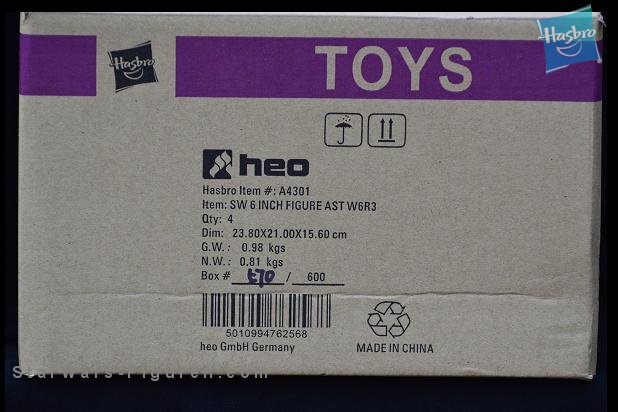 Hasbro
Hasbro
TOYS
heo
Hasbro Item #: A4301
Item: SW 6 INCH FIGURE AST W6R3
Qty: 4
Dim: 23.80X21.00X15.60 cm
G.W.: 0.98 kgs
N.W.: 0.81 kgs
Box # / 600
5010994762568
heo GmbH Germany
MADE IN CHINA
StarWars-Figuren.com